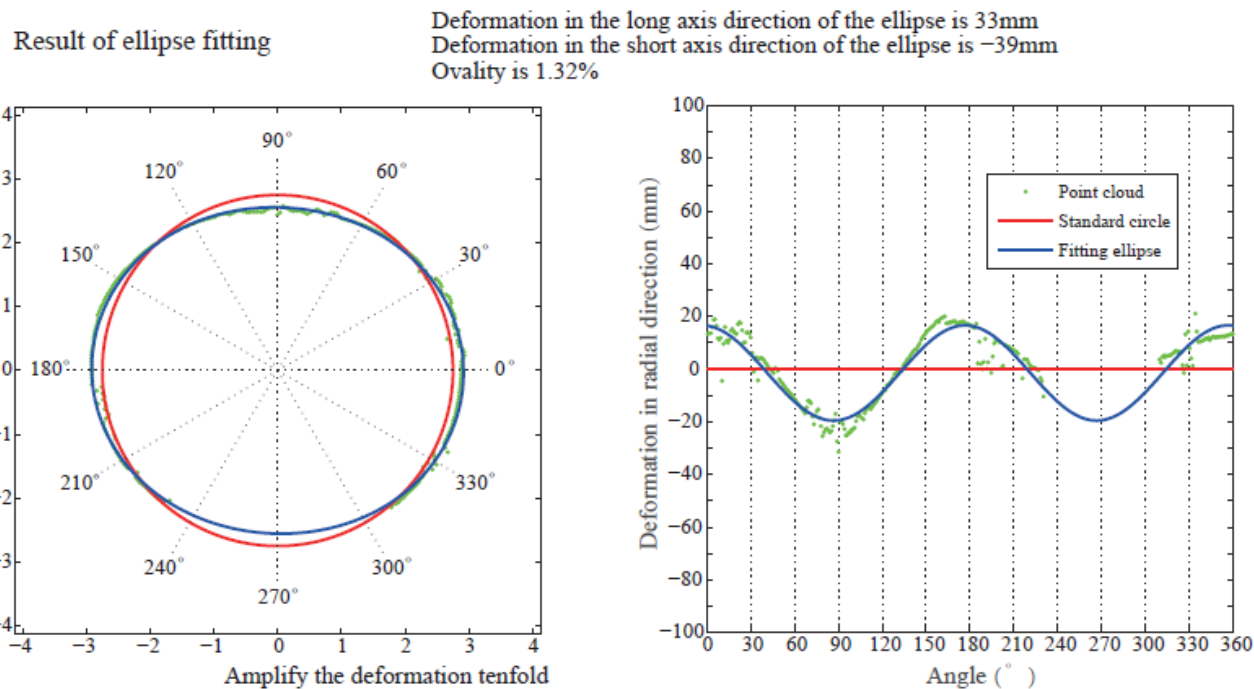 Result of ellipse fitting
Deformation in the long axis direction of the ellipse is 33mm
Deformation in the short axis direction of the ellipse is −39mm
Ovality is 1.32%
4
3
2
1
0
−1
−2
−3
−4
−4 −3 −2 −1 0 1 2 3 4
90°
120° 60°
150° 30°
180° 0°
210° 330°
240° 300°
270°
Amplify the deformation tenfold
Deformation in radial direction (mm)
100
80
60
40
20
0
−20
−40
−60
−80
−100
Point cloud
Standard circle
Fitting ellipse
0 30 60 90 120 150 180 210 240 270 300 330 360
Angle (° )